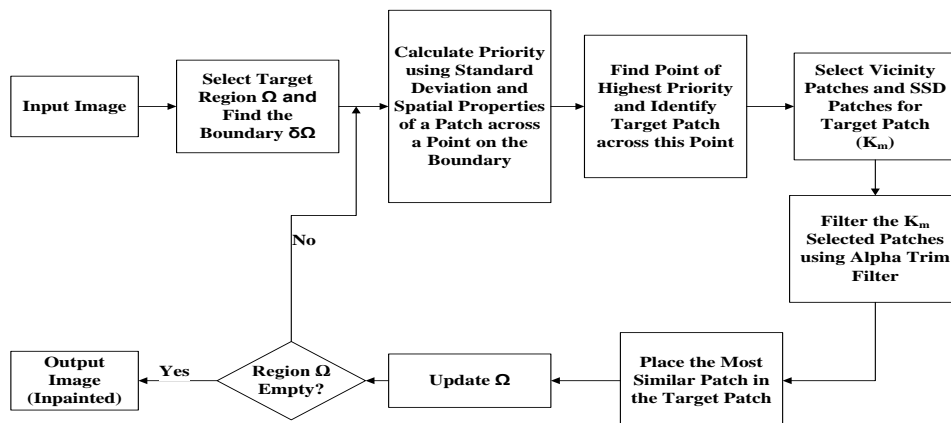 Input Image
Select Target
Region Ω and
Find the
Boundary δΩ
Calculate Priority
using Standard
Deviation and
Spatial Properties
of a Patch across
a Point on the
Boundary
Find Point of
Highest Priority
and Identify
Target Patch
across this Point
Select Vicinity
Patches and SSD
Patches for
Target Patch
(Km)
Filter the Km
Selected Patches
using Alpha Trim
Filter
Place the Most
Similar Patch in
the Target Patch
Update Ω
Region Ω
Empty?
No
Yes
Output
Image
(Inpainted)